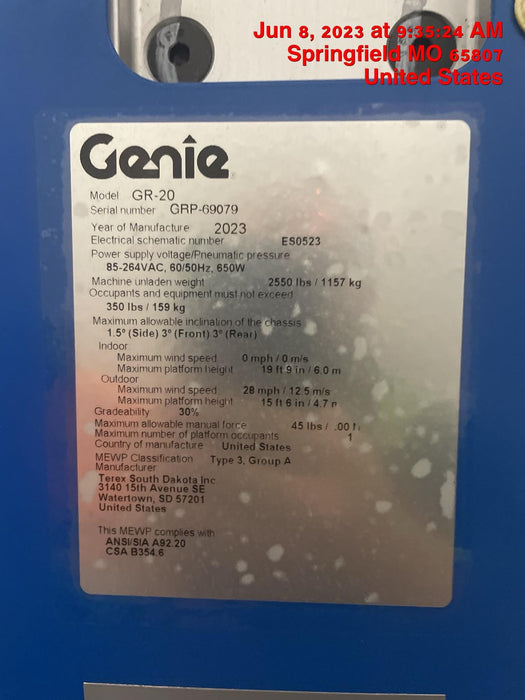 Jun 8, 2023 at 9:35:24 AM
Springfield MO 65807
United States
Genie
Model GR-20
Serial number GRP-69079
Year of Manufacture 2023
Electrical schematic number ES0523
Power supply voltage/Pneumatic pressure
85-264VAC, 60/50Hz, 650W
Machine unladen weight 2550 lbs / 1157 kg
Occupants and equipment must not exceed
350 lbs / 159 kg
Maximum allowable inclination of the chassis
1.5° (Side) 3° (Front) 3° (Rear)
Indoor
Maximum wind speed 0 mph / 0 m/s
Maximum platform height 19 ft 9 in / 6.0 m
Outdoor
Maximum wind speed 28 mph / 12.5 m/s
Maximum platform height 15 ft 6 in / 4.7
Gradeability 30%
Maximum allowable manual force 45 lbs /
Maximum number of platform occupants 1
Country of manufacture United States
MEWP Classification Type 3, Group A
Manufacturer
Terex South Dakota Inc
3140 15th Avenue SE
Watertown, SD 57201
United States
This MEWP complies with
ANSI/SIA A92.20
CSA B354.6